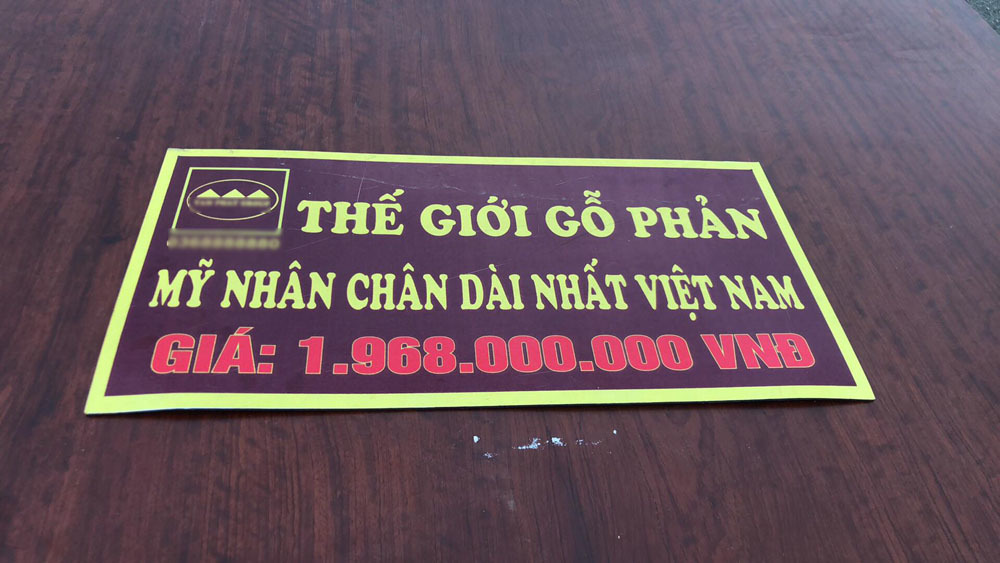 THẾ GIỚI GỖ PHẢN
MỸ NHÂN CHÂN DÀI NHẤT VIỆT NAM
GIÁ: 1.968.000.000 VNĐ